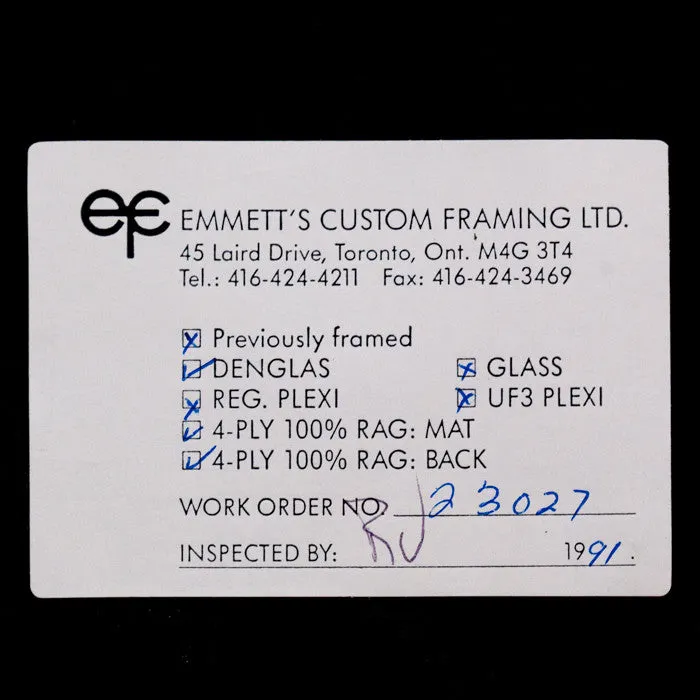 ef EMMETT'S CUSTOM FRAMING LTD.
45 Laird Drive, Toronto, Ont. M4G 3T4
Tel.: 416-424-4211 Fax: 416-424-3469
☒ Previously framed
☑ DENGLAS ☒ GLASS
☒ REG. PLEXI ☒ UF3 PLEXI
☑ 4-PLY 100% RAG: MAT
☑ 4-PLY 100% RAG: BACK
WORK ORDER NO. 23027
INSPECTED BY: RJ 1991.